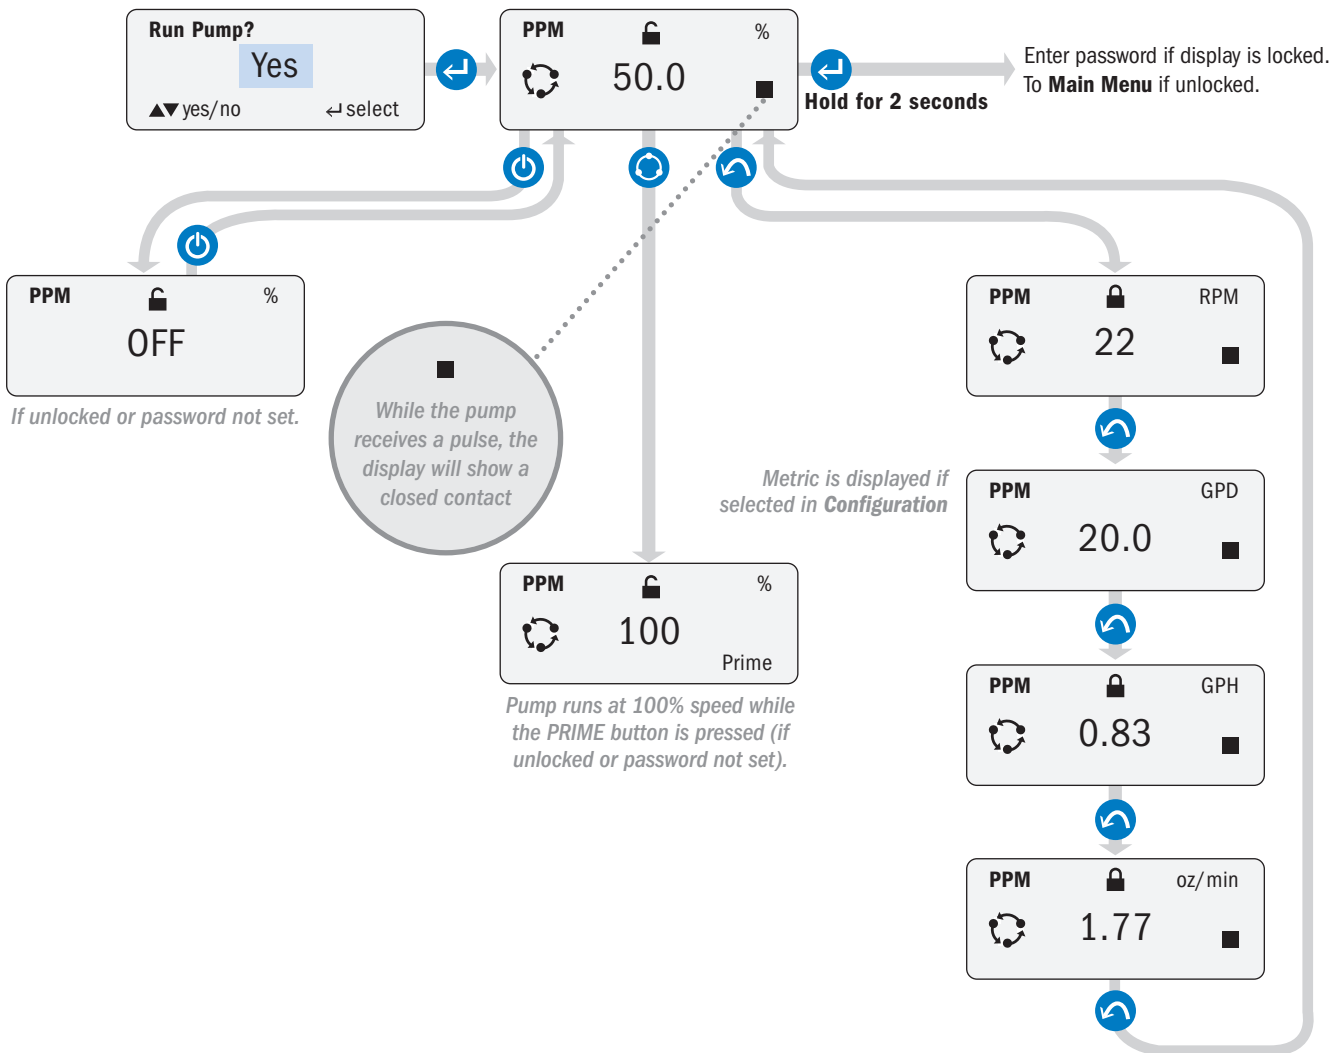 Run Pump?
Yes
▲▼ yes/no ↵ select
PPM %
50.0
Hold for 2 seconds
Enter password if display is locked.
To Main Menu if unlocked.
PPM %
OFF
If unlocked or password not set.
While the pump
receives a pulse, the
display will show a
closed contact
PPM %
100
Prime
Pump runs at 100% speed while
the PRIME button is pressed (if
unlocked or password not set).
PPM RPM
22
Metric is displayed if
selected in Configuration
PPM GPD
20.0
PPM GPH
0.83
PPM oz/min
1.77